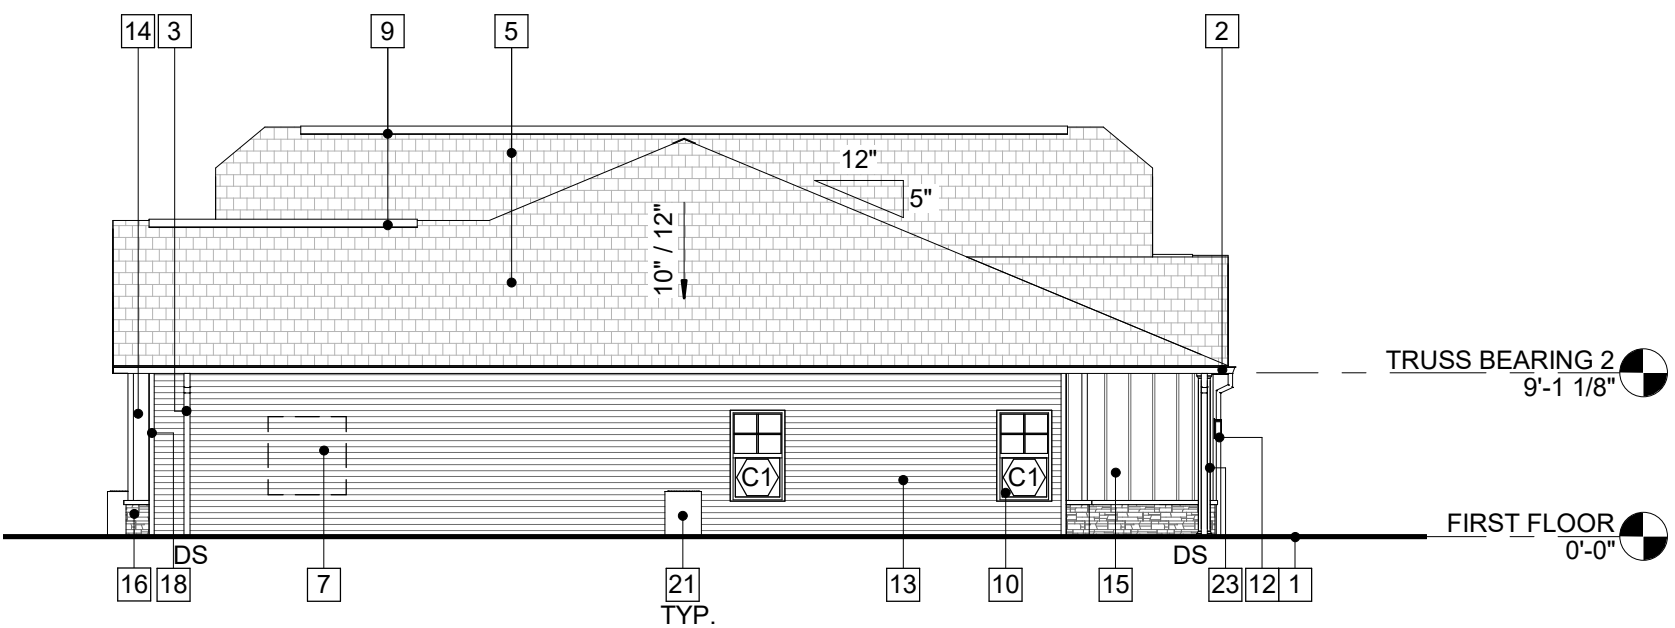 14 3 9 5 2
12"
5"
10" / 12"
TRUSS BEARING 2
9'-1 1/8"
C1 C1
FIRST FLOOR
0'-0"
DS DS
16 18 7 21 13 10 15 23 12 1
TYP.